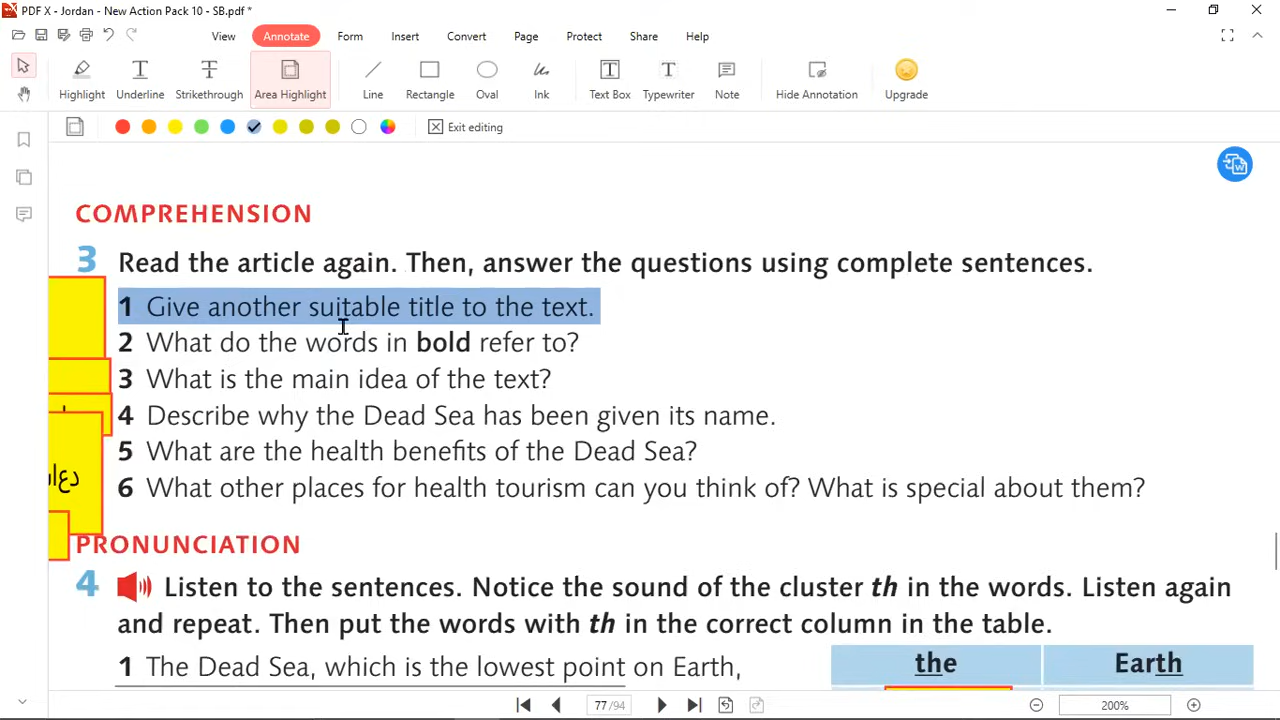 PDF X - Jordan - New Action Pack 10 - SB.pdf *
View Annotate Form Insert Convert Page Protect Share Help
Highlight Underline Strikethrough Area Highlight Line Rectangle Oval Ink Text Box Typewriter Note Hide Annotation Upgrade
Exit editing
COMPREHENSION
3 Read the article again. Then, answer the questions using complete sentences.
1 Give another suitable title to the text.
2 What do the words in bold refer to?
3 What is the main idea of the text?
4 Describe why the Dead Sea has been given its name.
5 What are the health benefits of the Dead Sea?
6 What other places for health tourism can you think of? What is special about them?
PRONUNCIATION
4 Listen to the sentences. Notice the sound of the cluster th in the words. Listen again
and repeat. Then put the words with th in the correct column in the table.
1 The Dead Sea, which is the lowest point on Earth,
the Earth
77/94
200%